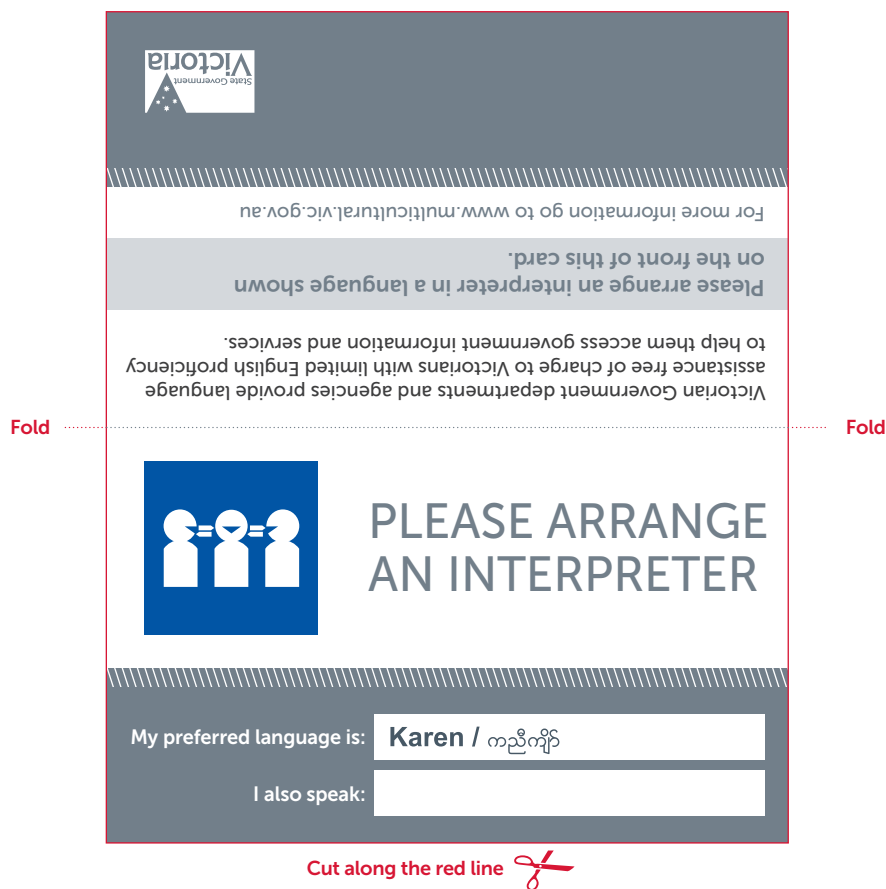 State Government
Victoria
For more information go to www.multicultural.vic.gov.au
Please arrange an interpreter in a language shown
on the front of this card.
Victorian Government departments and agencies provide language
assistance free of charge to Victorians with limited English proficiency
to help them access government information and services.
Fold
Fold
PLEASE ARRANGE
AN INTERPRETER
My preferred language is: Karen / ကညီကျိာ်
I also speak:
Cut along the red line